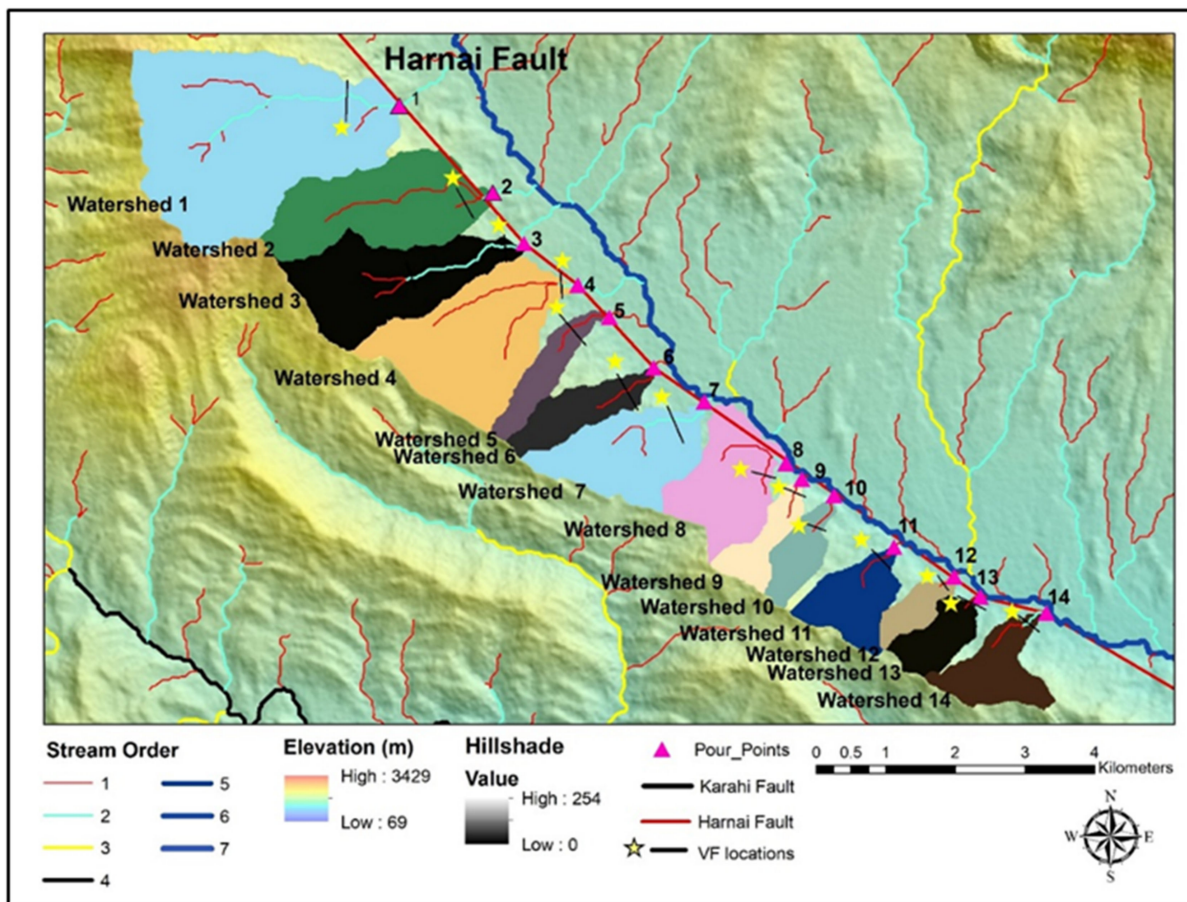 Harnai Fault
1
2
Watershed 1
Watershed 2
3
Watershed 3
4
5
Watershed 4
6
7
Watershed 5
Watershed 6
8
9
Watershed 7
10
Watershed 8
11
12
Watershed 9
13
Watershed 10
14
Watershed 11
Watershed 12
Watershed 13
Watershed 14
Stream Order
1
2
3
4
5
6
7
Elevation (m)
High : 3429
Low : 69
Hillshade
Value
High : 254
Low : 0
Pour_Points
Karahi Fault
Harnai Fault
VF locations
0 0.5 1 2 3 4
Kilometers
N
W E
S